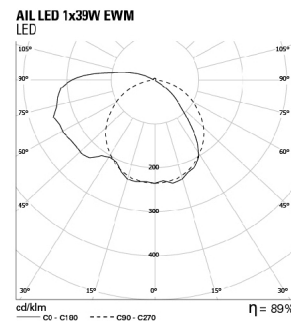 AIL LED 1x39W EWM
LED
105° 105°
90° 90°
75° 75°
60° 60°
200
45° 300 45°
400
30° 15° 0° 15° 30°
cd/klm η = 89%
C0 - C180 C90 - C270